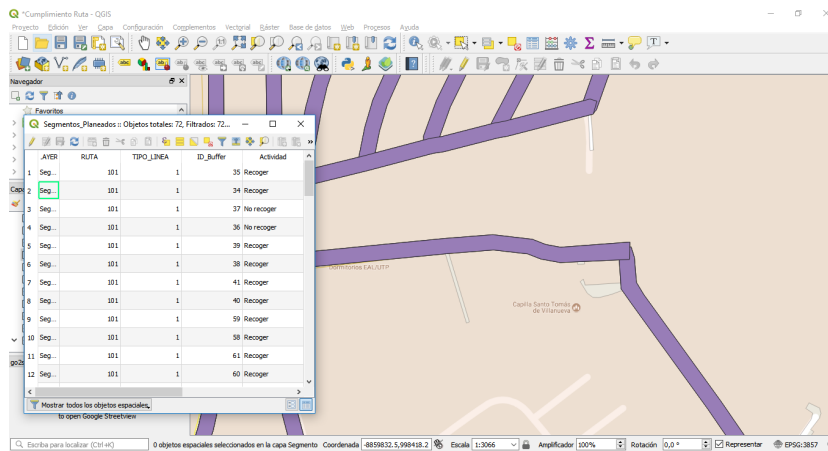 *Cumplimiento Ruta - QGIS
Proyecto Edición Ver Capa Configuración Complementos Vectorial Ráster Base de datos Web Procesos Ayuda
Navegador
Favoritos
Segmentos_Planeados :: Objetos totales: 72, Filtrados: 72...
.AYER RUTA TIPO_LINEA ID_Buffer Actividad
1 Seg... 101 1 35 Recoger
2 Seg... 101 1 34 Recoger
3 Seg... 101 1 37 No recoger
4 Seg... 101 1 36 No recoger
5 Seg... 101 1 39 Recoger
6 Seg... 101 1 38 Recoger
7 Seg... 101 1 41 Recoger
8 Seg... 101 1 40 Recoger
9 Seg... 101 1 59 Recoger
10 Seg... 101 1 58 Recoger
11 Seg... 101 1 61 Recoger
12 Seg... 101 1 60 Recoger
Mostrar todos los objetos espaciales
Capa
go2s
to open Google Streetview
Dormitorios EAL/UTP
Capilla Santo Tomas
de Villanueva
Escriba para localizar (Ctrl+K) 0 objetos espaciales seleccionados en la capa Segmento Coordenada -8859832.5,998418.2 Escala 1:3066 Amplificador 100% Rotación 0,0 ° Representar EPSG:3857